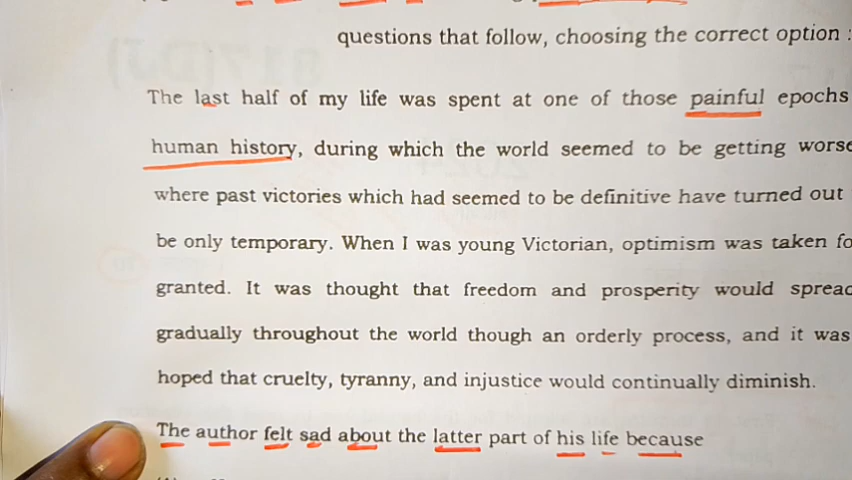 questions that follow, choosing the correct option :
The last half of my life was spent at one of those painful epochs
human history, during which the world seemed to be getting worse
where past victories which had seemed to be definitive have turned out
be only temporary. When I was young Victorian, optimism was taken fo
granted. It was thought that freedom and prosperity would spread
gradually throughout the world though an orderly process, and it was
hoped that cruelty, tyranny, and injustice would continually diminish.
The author felt sad about the latter part of his life because